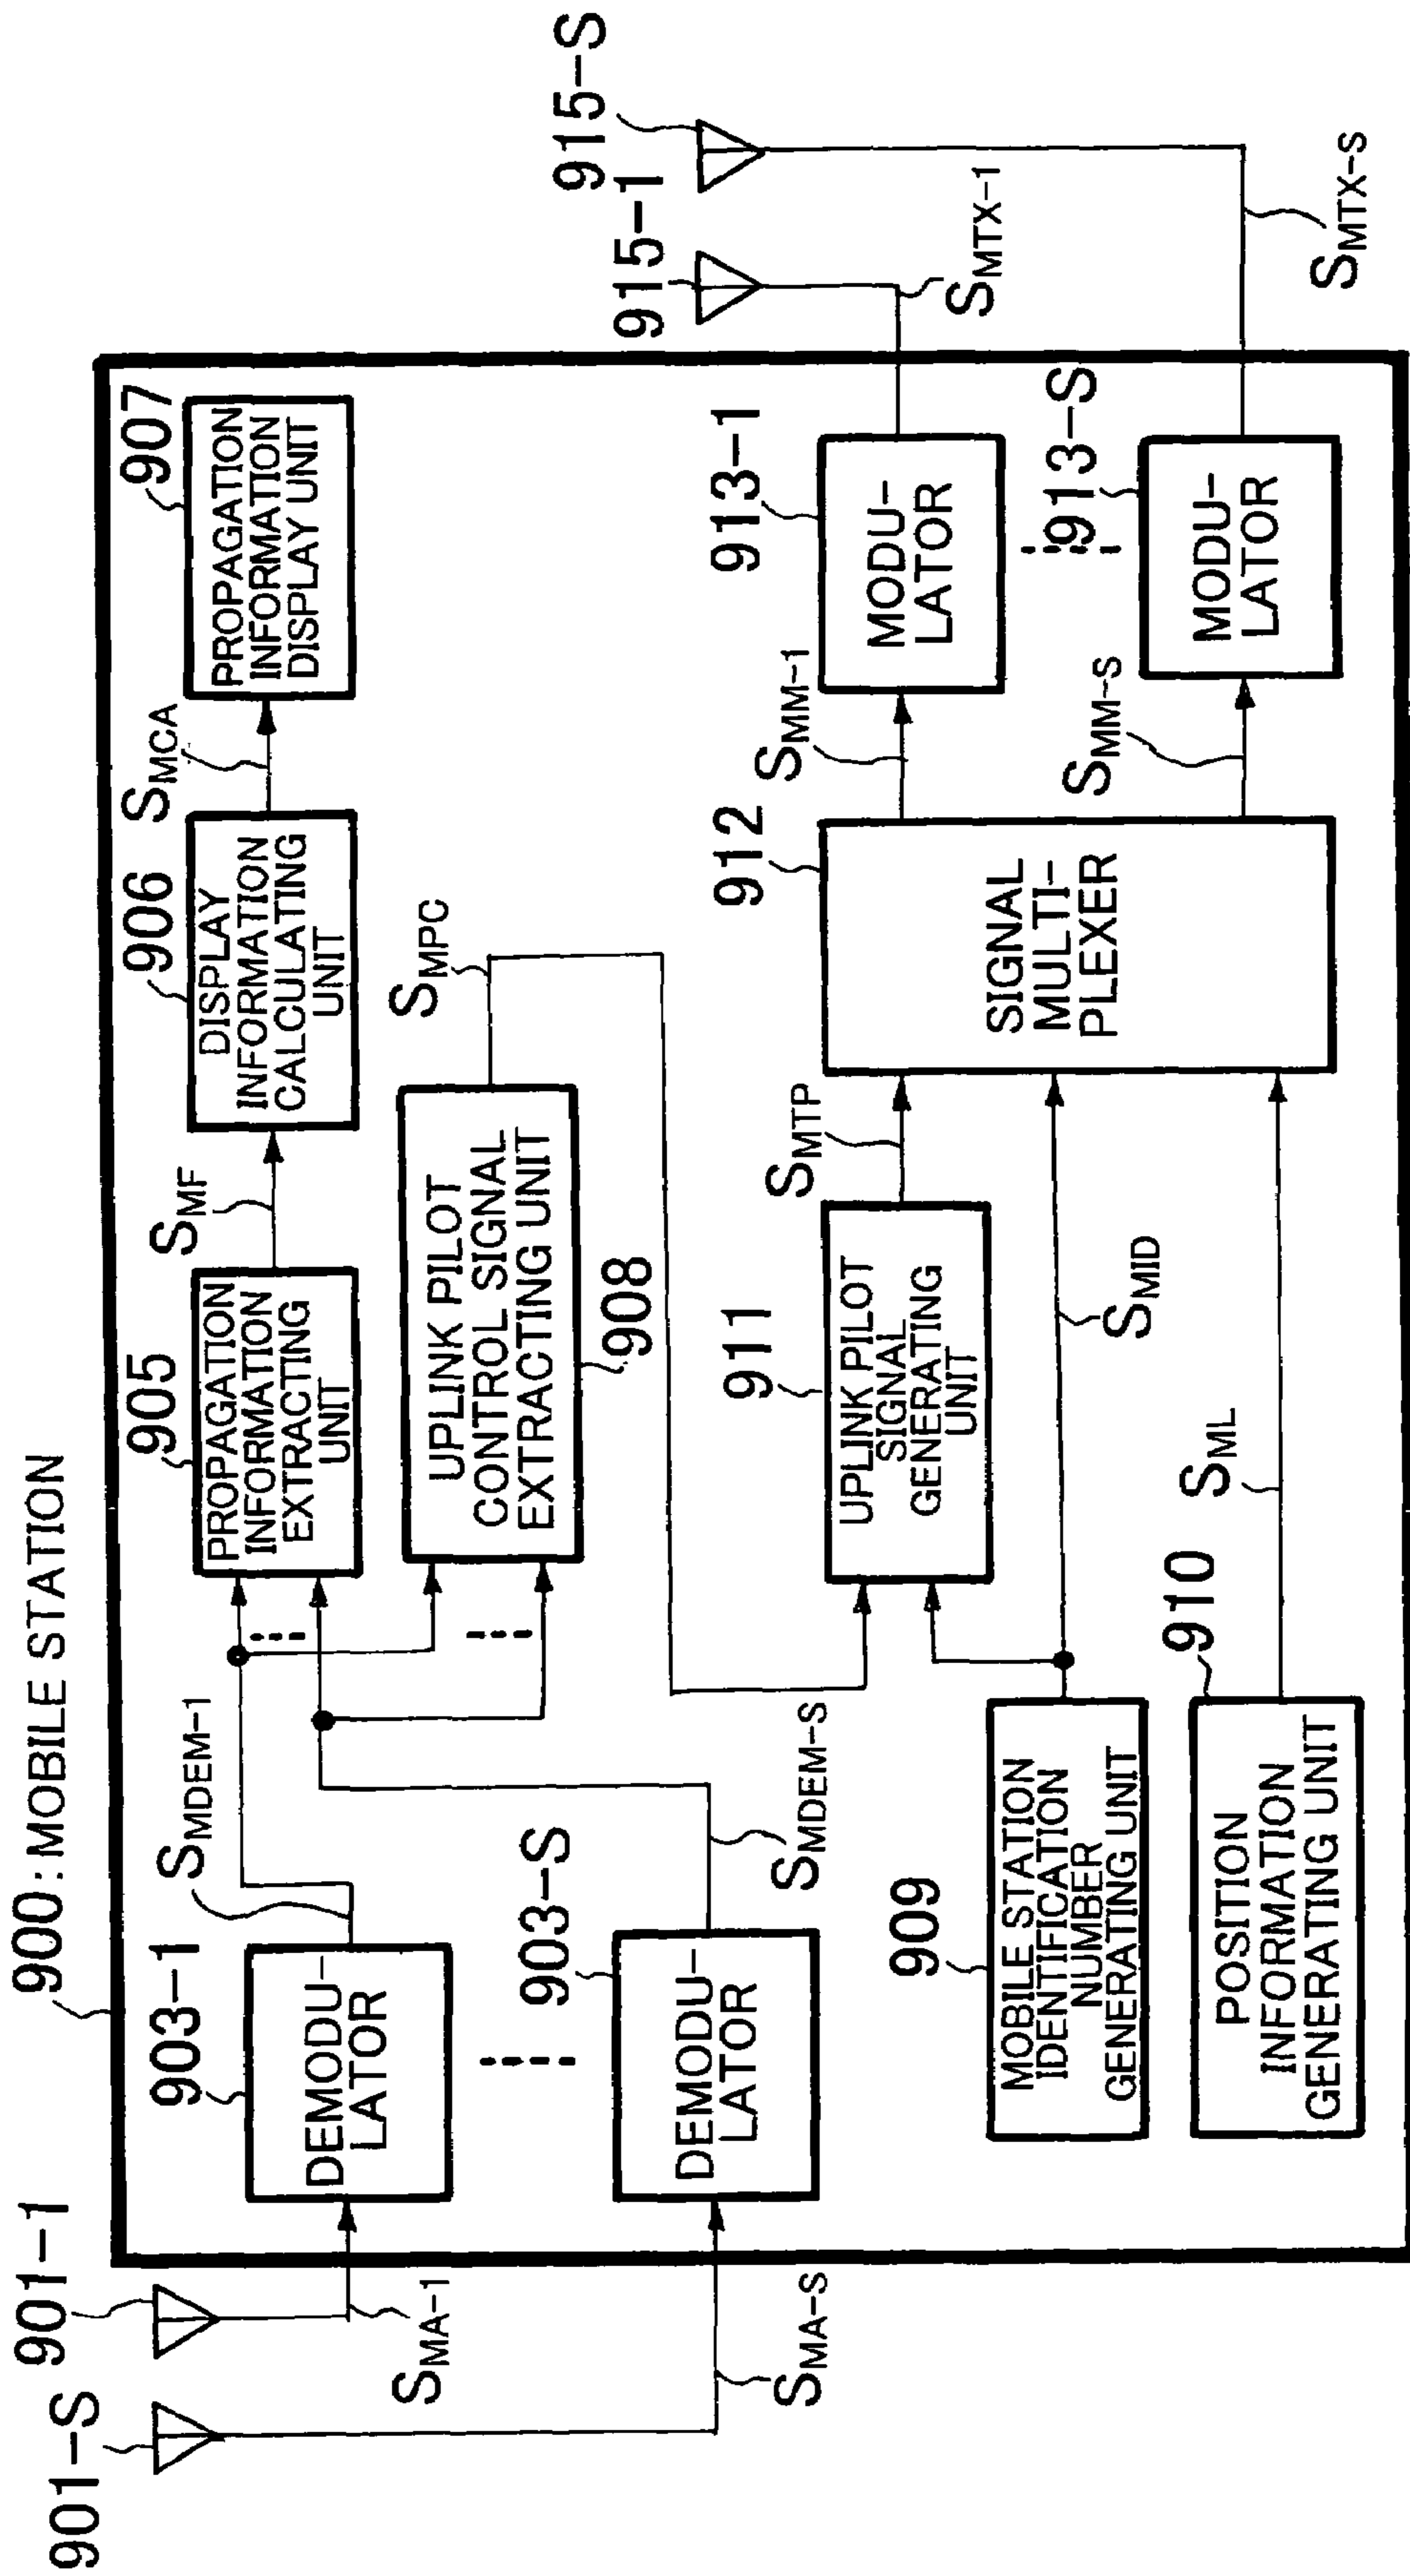 900:MOBILE STATION
901-1
901-S
SMA-1
SMA-S
903-1
DEMODU-
LATOR
903-S
DEMODU-
LATOR
SMDEM-1
SMDEM-S
905
PROPAGATION
INFORMATION
EXTRACTING
UNIT
SMF
906
DISPLAY
INFORMATION
CALCULATING
UNIT
SMCA
907
PROPAGATION
INFORMATION
DISPLAY UNIT
UPLINK PILOT
CONTROL SIGNAL
EXTRACTING UNIT
908
SMPC
909
MOBILE STATION
IDENTIFICATION
NUMBER
GENERATING UNIT
910
POSITION
INFORMATION
GENERATING UNIT
911
UPLINK PILOT
SIGNAL
GENERATING
UNIT
SMTP
SMID
SML
912
SIGNAL
MULTI-
PLEXER
SMM-1
SMM-S
913-1
MODU-
LATOR
913-S
MODU-
LATOR
915-1
915-S
SMTX-1
SMTX-S